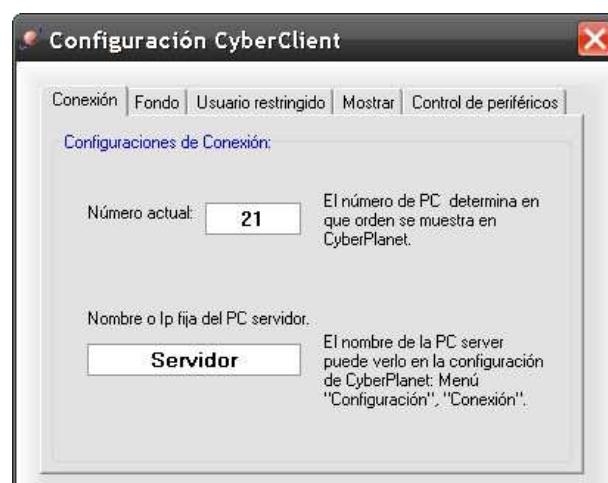 Configuración CyberClient
Conexión Fondo Usuario restringido Mostrar Control de periféricos
Configuraciones de Conexión:
Número actual: 21
El número de PC determina en
que orden se muestra en
CyberPlanet.
Nombre o Ip fija del PC servidor.
Servidor
El nombre de la PC server
puede verlo en la configuración
de CyberPlanet: Menú
"Configuración", "Conexión".